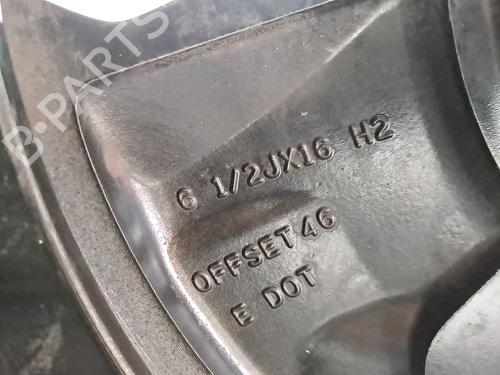 B-PARTS
6 1/2JX16 H2
OFFSET 46
E DOT